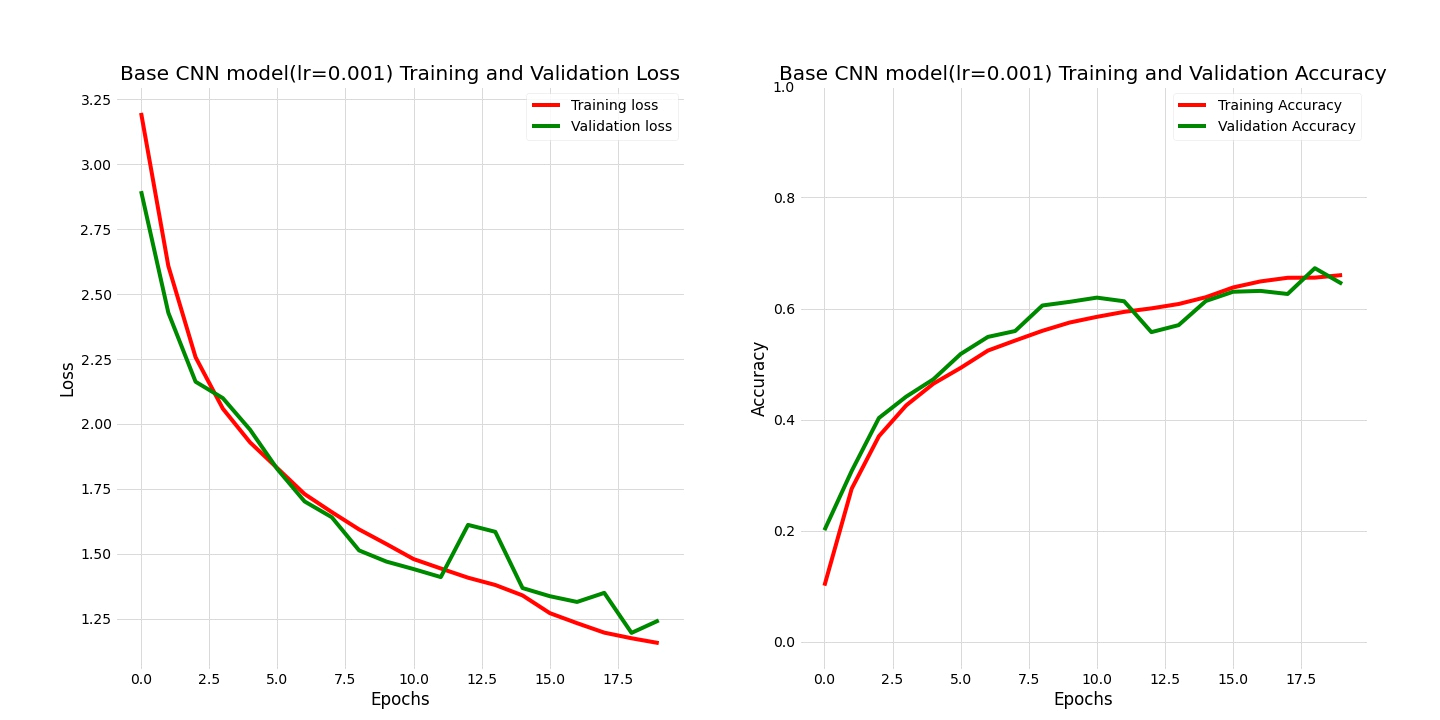 Base CNN model(lr=0.001) Training and Validation Loss
Training loss
Validation loss
3.25
3.00
2.75
2.50
2.25
2.00
1.75
1.50
1.25
Loss
0.0 2.5 5.0 7.5 10.0 12.5 15.0 17.5
Epochs
Base CNN model(lr=0.001) Training and Validation Accuracy
Training Accuracy
Validation Accuracy
1.0
0.8
0.6
0.4
0.2
0.0
Accuracy
0.0 2.5 5.0 7.5 10.0 12.5 15.0 17.5
Epochs